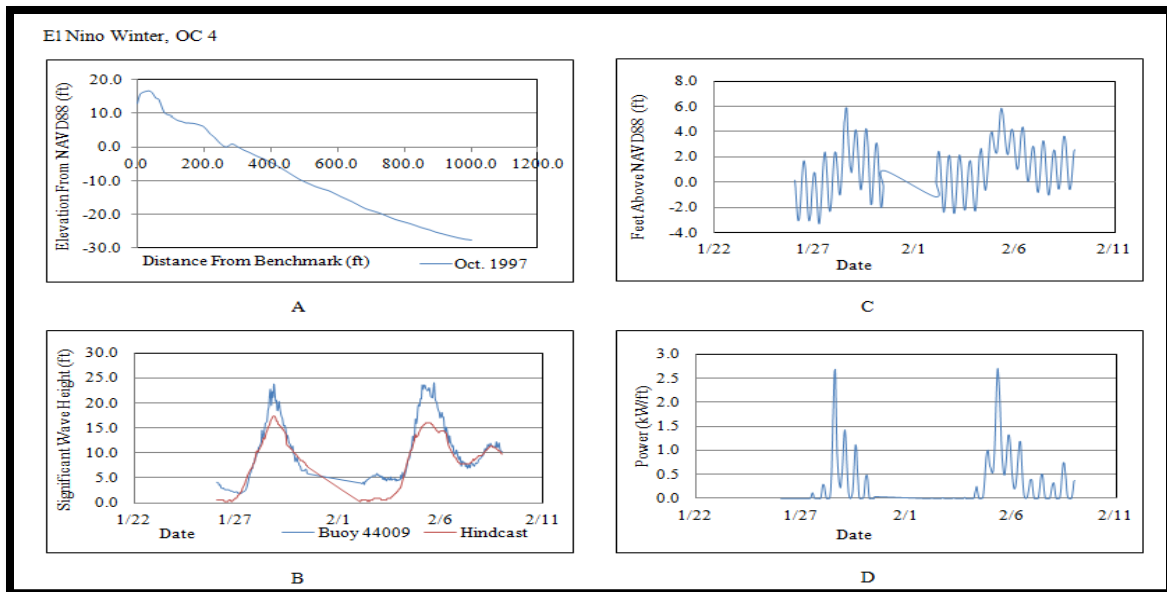 El Nino Winter, OC 4
Elevation From NAVD88 (ft)
20.0
10.0
0.0
-10.0
-20.0
-30.0
0.0 200.0 400.0 600.0 800.0 1000.0 1200.0
Distance From Benchmark (ft)
Oct. 1997
A
Feet Above NAVD88 (ft)
8.0
6.0
4.0
2.0
0.0
-2.0
-4.0
1/22 1/27 2/1 2/6 2/11
Date
C
Significant Wave Height (ft)
30.0
25.0
20.0
15.0
10.0
5.0
0.0
1/22 1/27 2/1 2/6 2/11
Date
Buoy 44009 Hindcast
B
Power (kW/ft)
3.0
2.5
2.0
1.5
1.0
0.5
0.0
1/22 1/27 2/1 2/6 2/11
Date
D